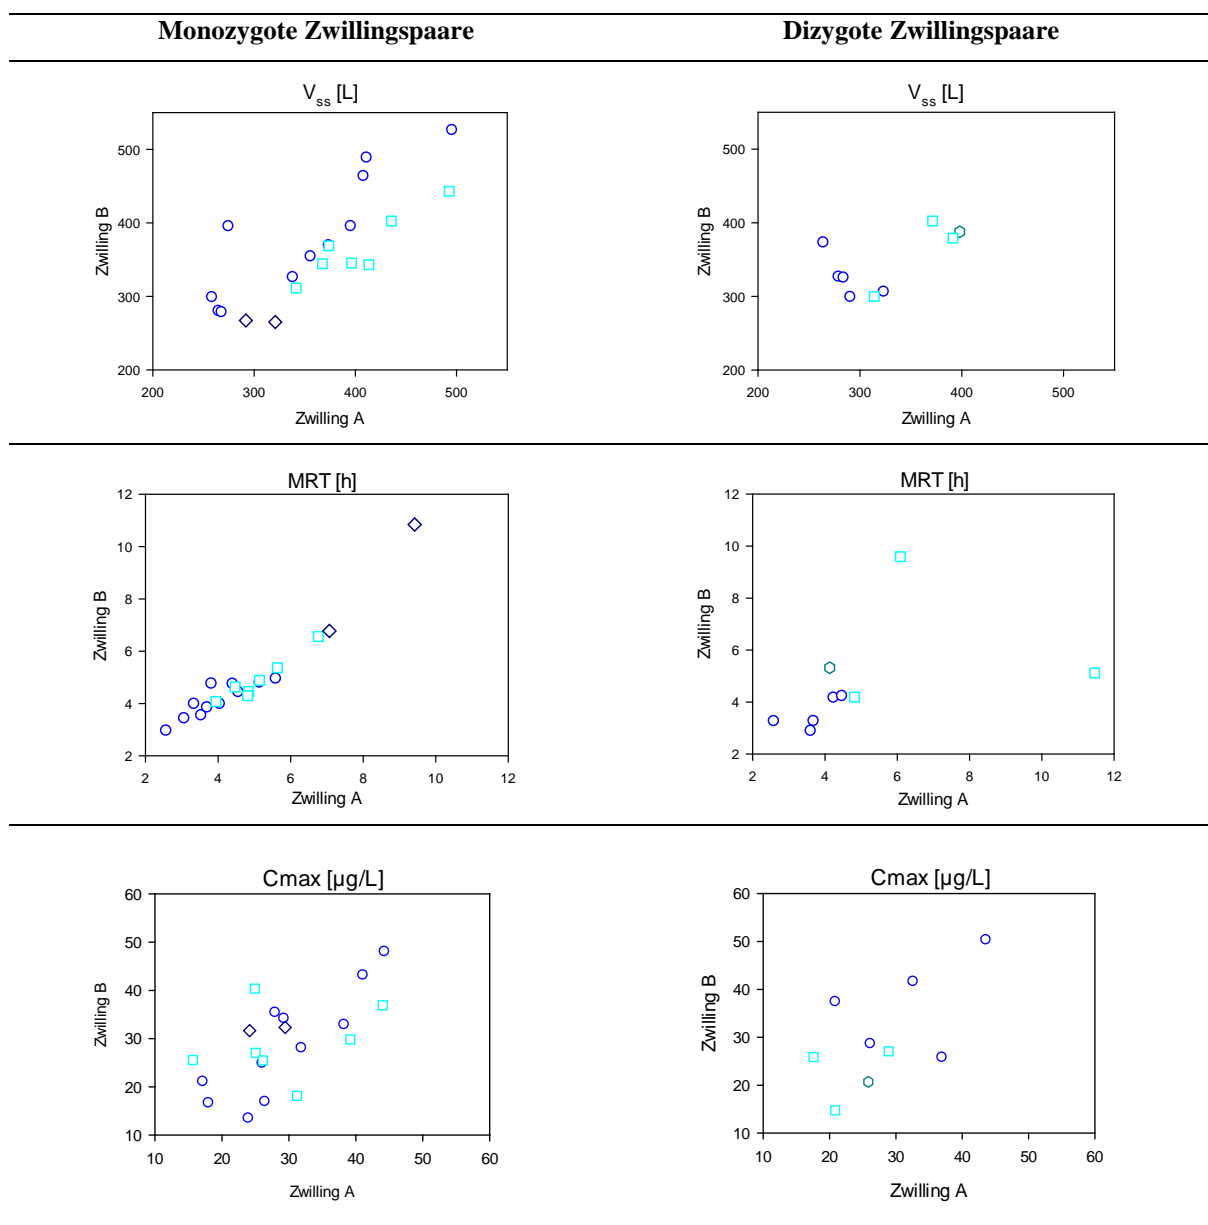 Monozygote Zwillingspaare
Dizygote Zwillingspaare
Vss [L]
500
400
300
200
200 300 400 500
Zwilling B
Zwilling A
Vss [L]
500
400
300
200
200 300 400 500
Zwilling B
Zwilling A
MRT [h]
12
10
8
6
4
2
2 4 6 8 10 12
Zwilling B
Zwilling A
MRT [h]
12
10
8
6
4
2
2 4 6 8 10 12
Zwilling B
Zwilling A
Cmax [µg/L]
60
50
40
30
20
10
10 20 30 40 50 60
Zwilling B
Zwilling A
Cmax [µg/L]
60
50
40
30
20
10
10 20 30 40 50 60
Zwilling B
Zwilling A